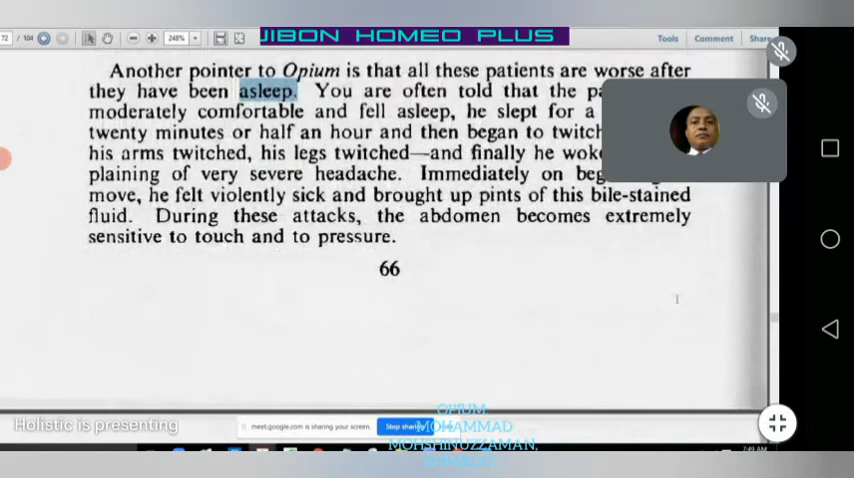 JIBON HOMEO PLUS
72 / 104 248% Tools Comment Share
Another pointer to Opium is that all these patients are worse after
they have been asleep. You are often told that the pa
moderately comfortable and fell asleep, he slept for a
twenty minutes or half an hour and then began to twitch
his arms twitched, his legs twitched—and finally he wok
plaining of very severe headache. Immediately on beg
move, he felt violently sick and brought up pints of this bile-stained
fluid. During these attacks, the abdomen becomes extremely
sensitive to touch and to pressure.
66
Holistic is presenting
meet.google.com is sharing your screen. Stop sharing
OPIUM
MOHAMMAD
MOHSHINUZZAMAN,
7:49 AM